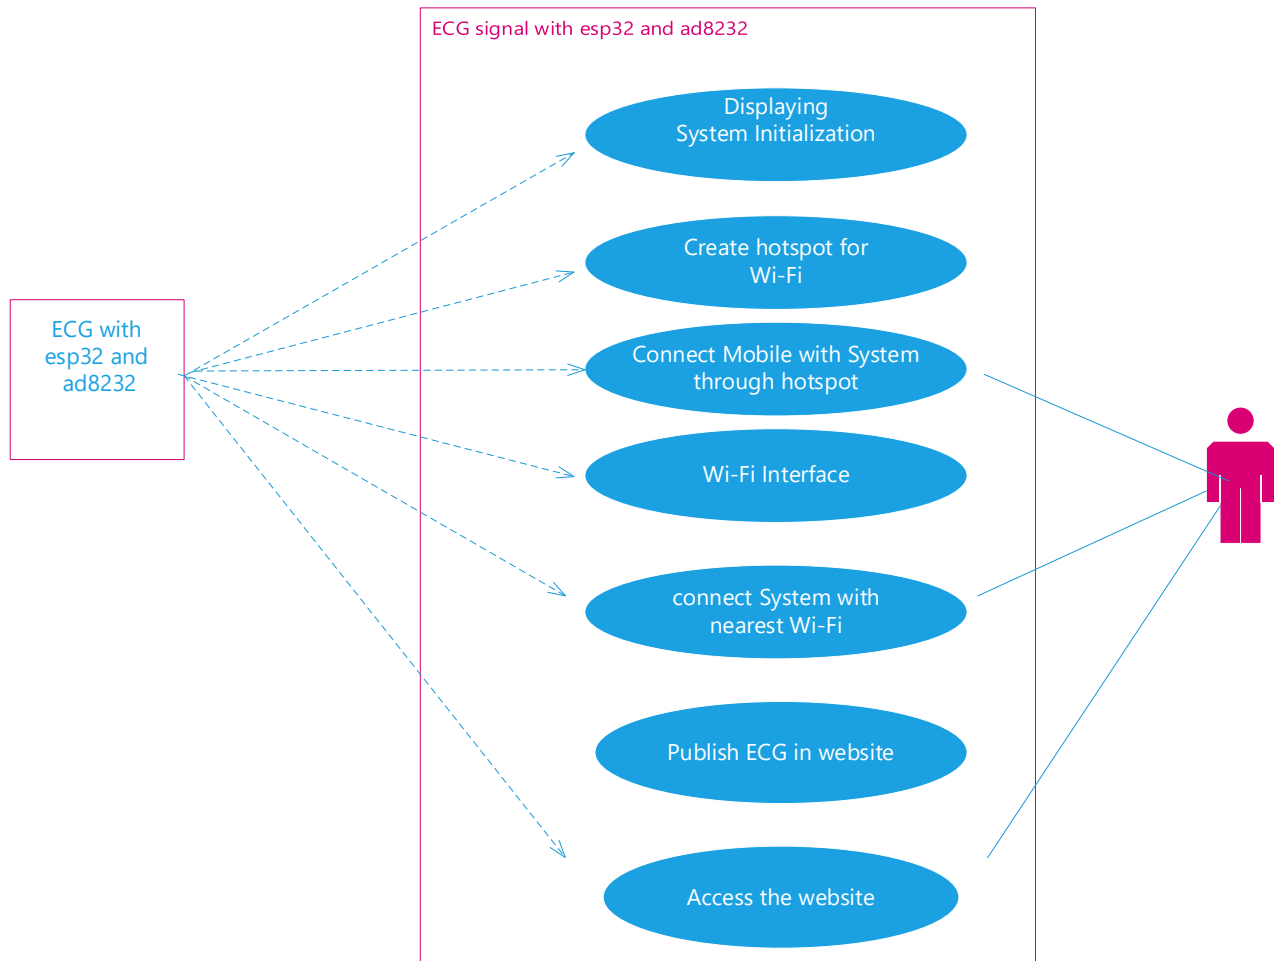 ECG signal with esp32 and ad8232
Displaying
System Initialization
Create hotspot for
Wi-Fi
ECG with
esp32 and
ad8232
Connect Mobile with System
through hotspot
Wi-Fi Interface
connect System with
nearest Wi-Fi
Publish ECG in website
Access the website